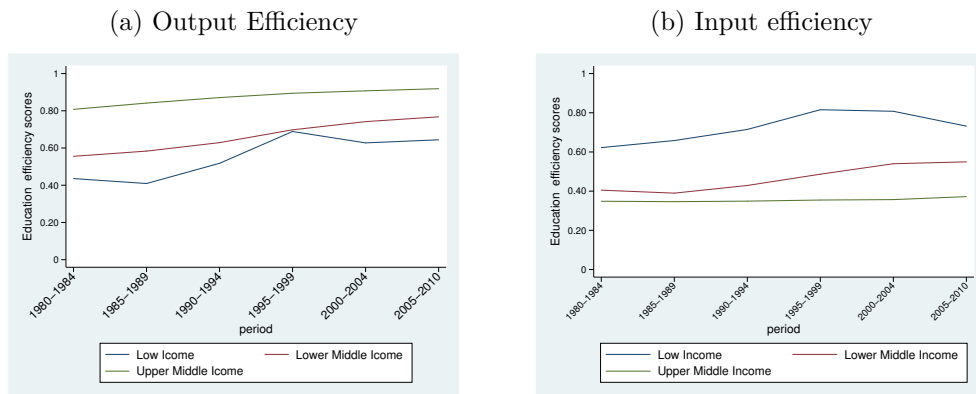 (a) Output Efficiency
Education efficiency scores
1
0.80
0.60
0.40
0.20
0
1980–1984
1985–1989
1990–1994
1995–1999
2000–2004
2005–2010
period
Low Icome
Lower Middle Icome
Upper Middle Icome
(b) Input efficiency
Education efficiency scores
1
0.80
0.60
0.40
0.20
0
1980–1984
1985–1989
1990–1994
1995–1999
2000–2004
2005–2010
period
Low Income
Lower Middle Income
Upper Middle Income